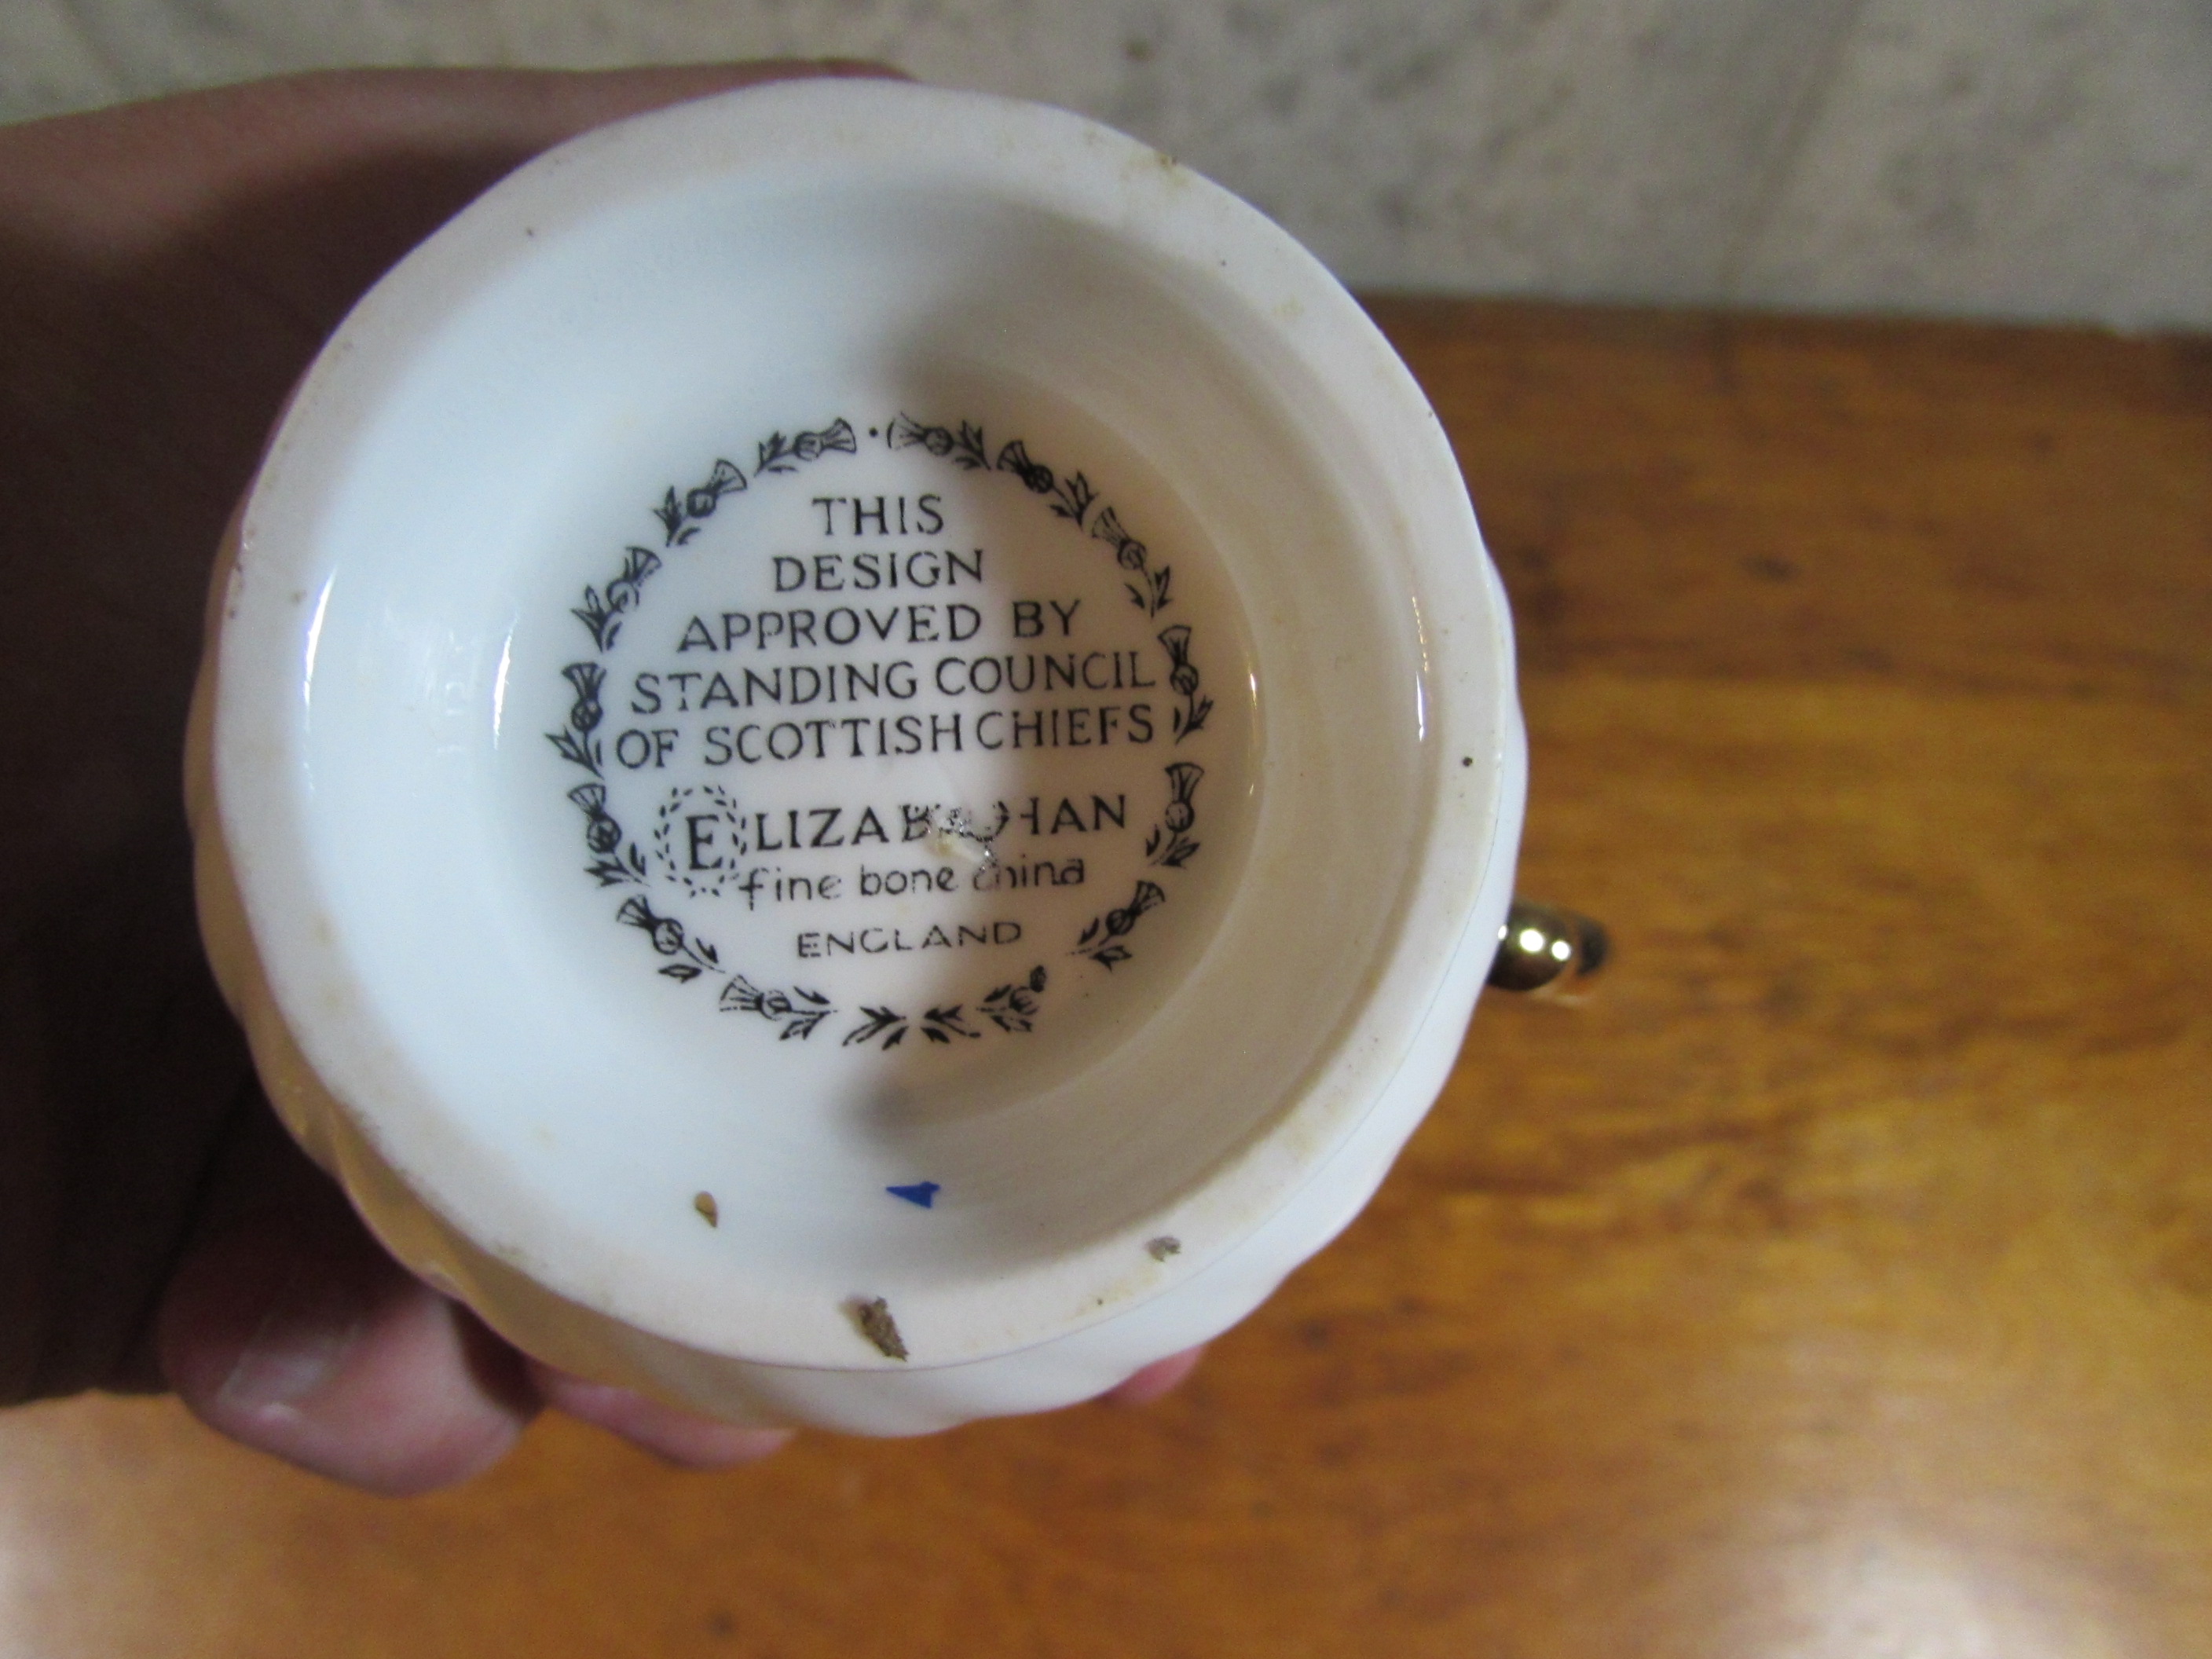 THIS
DESIGN
APPROVED BY
STANDING COUNCIL
OF SCOTTISH CHIEFS
fine bone china
ENGLAND